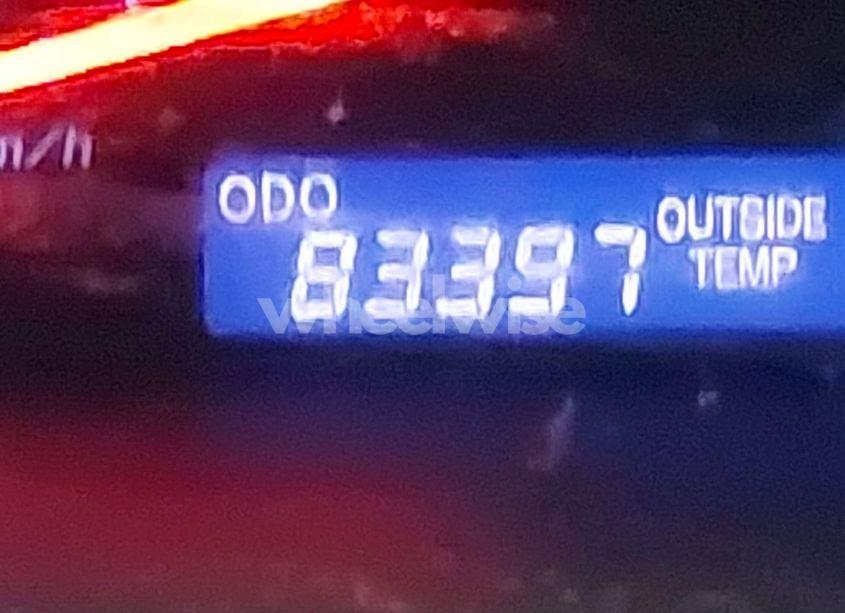 m/h
ODO
83397
OUTSIDE
TEMP
wheelwise